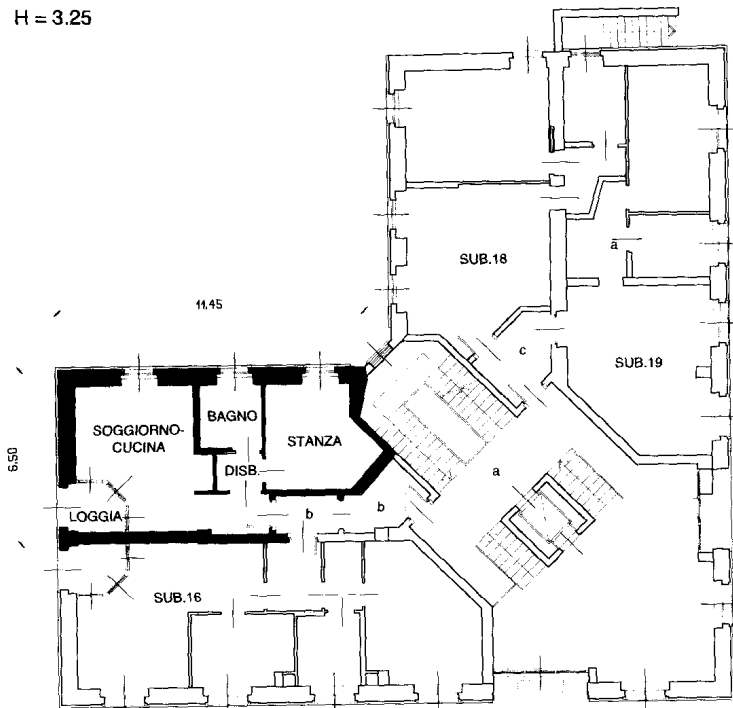 H = 3.25
a
SUB.18
11.45
c
SUB.19
BAGNO
SOGGIORNO-
CUCINA
STANZA
6.50
DISB.
a
LOGGIA
b
b
SUB.16